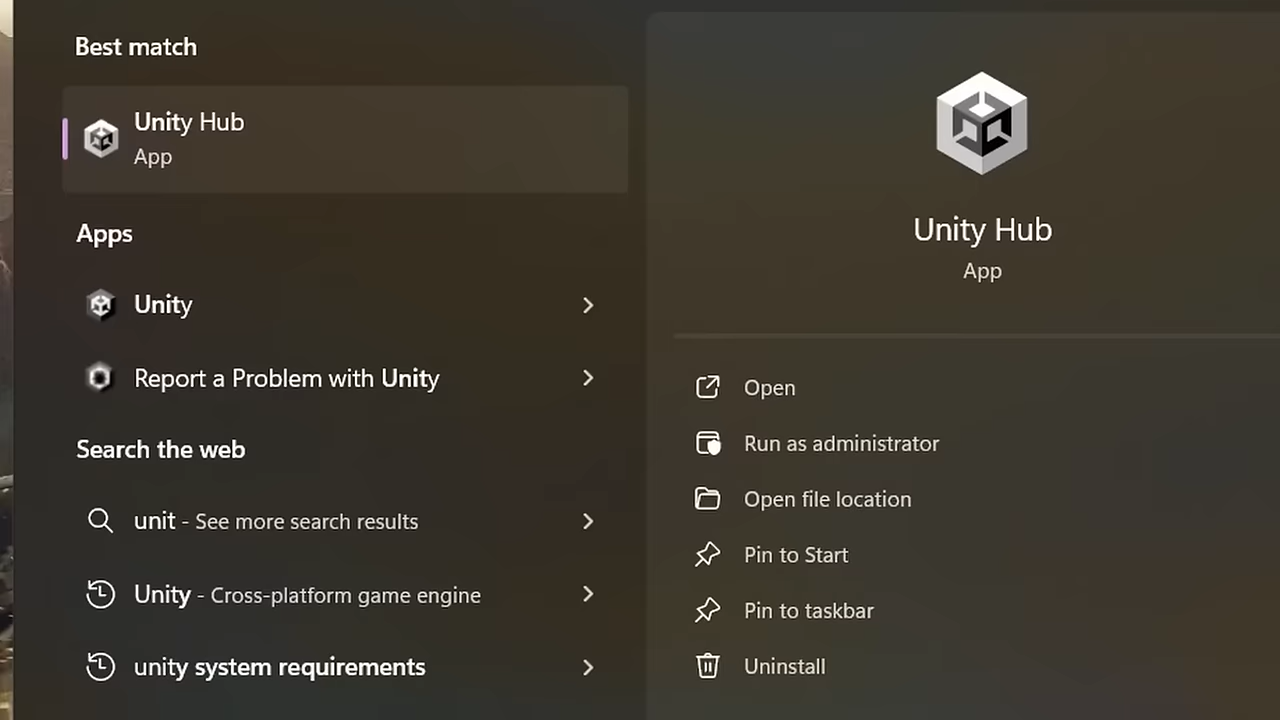 Best match
Unity Hub
App
Apps
Unity
Report a Problem with Unity
Search the web
unit - See more search results
Unity - Cross-platform game engine
unity system requirements
Unity Hub
App
Open
Run as administrator
Open file location
Pin to Start
Pin to taskbar
Uninstall